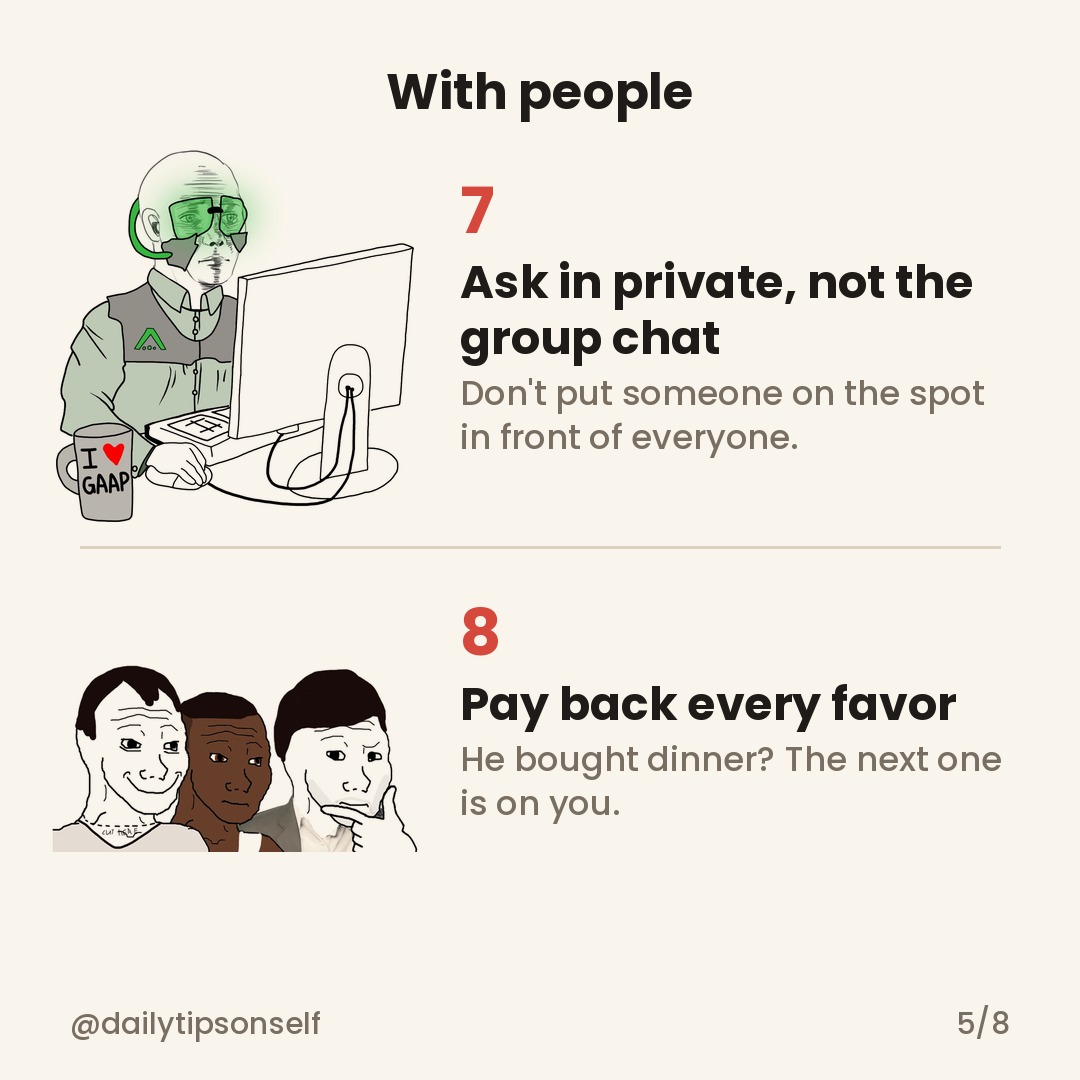 With people
7
Ask in private, not the
group chat
Don't put someone on the spot
in front of everyone.
I ♥
GAAP
8
Pay back every favor
He bought dinner? The next one
is on you.
@dailytipsonself
5/8